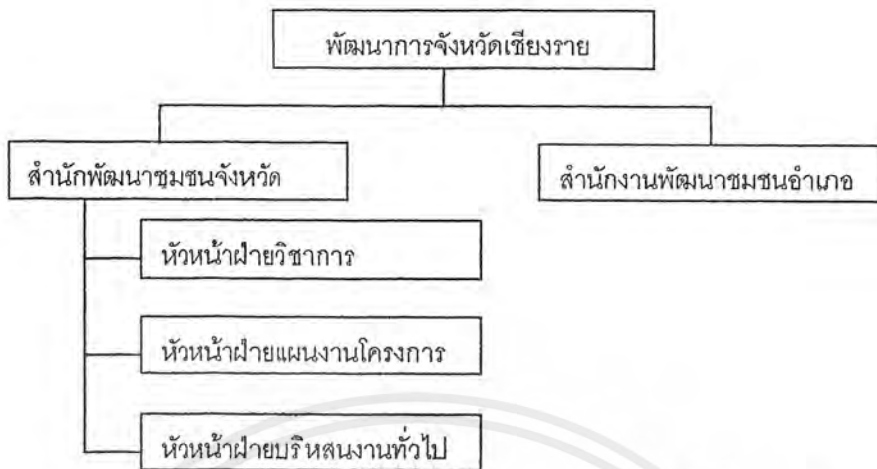 พัฒนาการจังหวัดเชียงราย
สำนักพัฒนาชุมชนจังหวัด
สำนักงานพัฒนาชมชนอำเภอ
หัวหน้าฝ่ายวิชาการ
หัวหน้าฝ่ายแผนงานโครงการ
หัวหน้าฝ่ายบริหสนงานทั่วไป